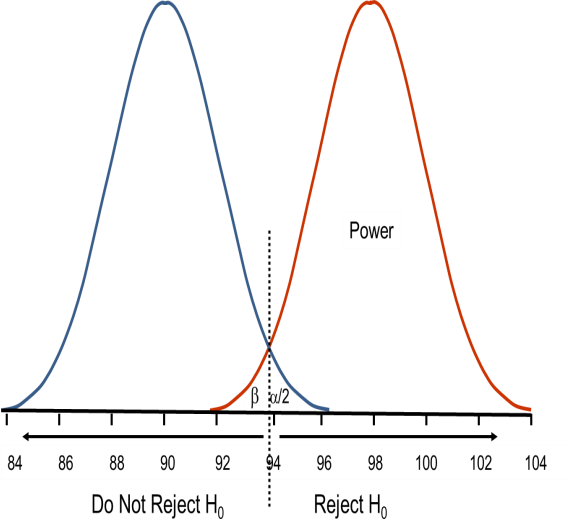 Power
β α/2
84 86 88 90 92 94 96 98 100 102 104
Do Not Reject H₀ Reject H₀